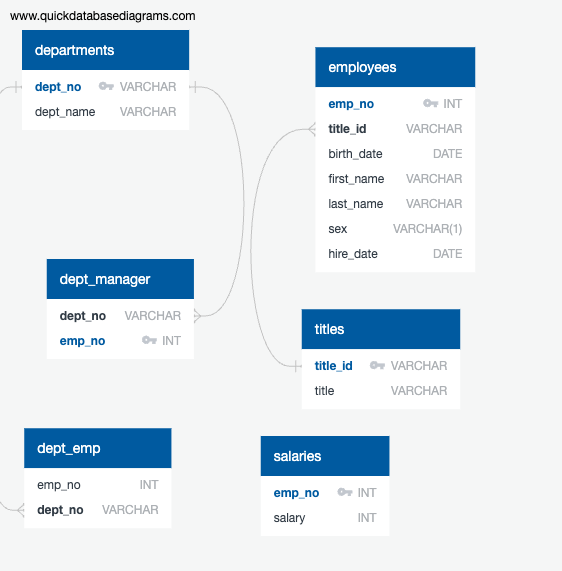 www.quickdatabasediagrams.com
departments
dept_no VARCHAR
dept_name VARCHAR
employees
emp_no INT
title_id VARCHAR
birth_date DATE
first_name VARCHAR
last_name VARCHAR
sex VARCHAR(1)
hire_date DATE
dept_manager
dept_no VARCHAR
emp_no INT
titles
title_id VARCHAR
title VARCHAR
dept_emp
emp_no INT
dept_no VARCHAR
salaries
emp_no INT
salary INT